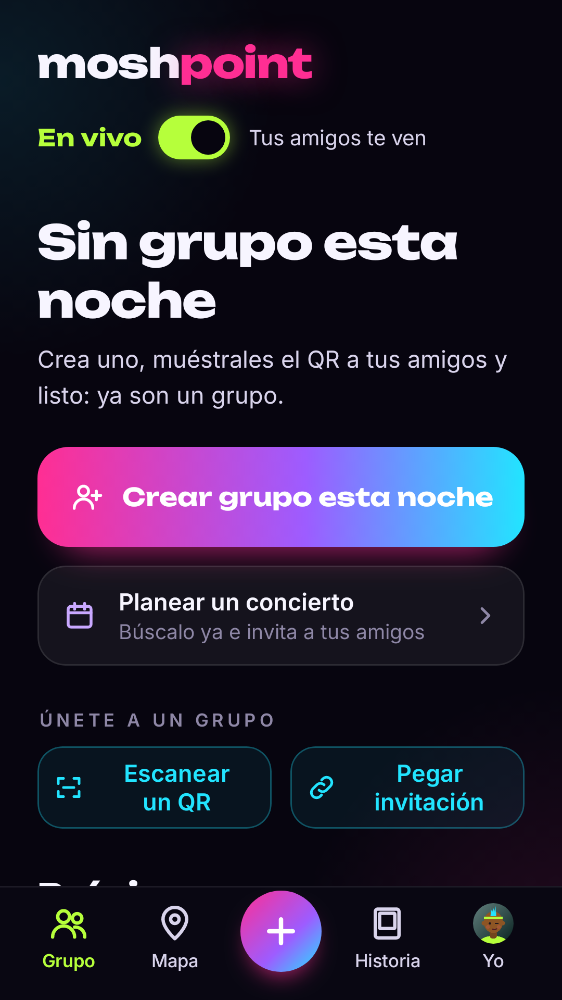 moshpoint
En vivo
Tus amigos te ven
Sin grupo esta
noche
Crea uno, muéstrales el QR a tus amigos y
listo: ya son un grupo.
Crear grupo esta noche
Planear un concierto
Búscalo ya e invita a tus amigos
ÚNETE A UN GRUPO
Escanear
un QR
Pegar
invitación
Grupo
Mapa
Historia
Yo